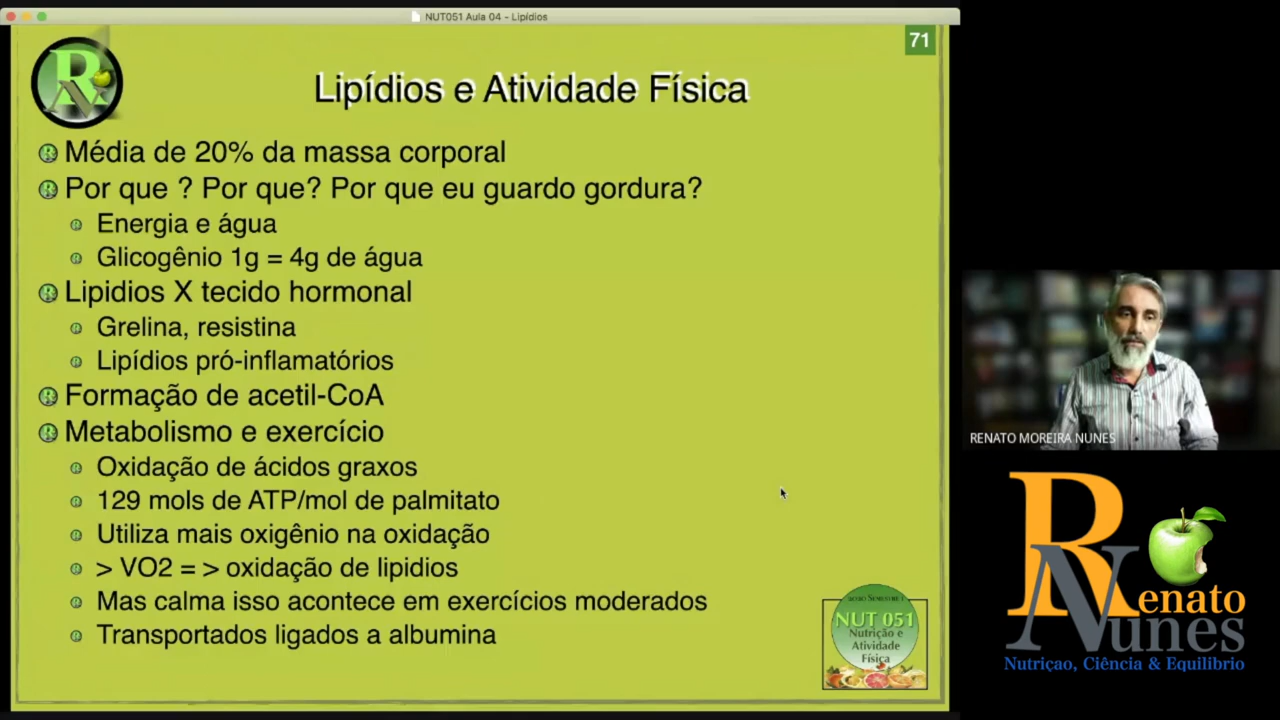 NUT051 Aula 04 - Lipídios
71
Lipídios e Atividade Física
Média de 20% da massa corporal
Por que ? Por que? Por que eu guardo gordura?
Energia e água
Glicogênio 1g = 4g de água
Lipidios X tecido hormonal
Grelina, resistina
Lipídios pró-inflamatórios
Formação de acetil-CoA
Metabolismo e exercício
Oxidação de ácidos graxos
129 mols de ATP/mol de palmitato
Utiliza mais oxigênio na oxidação
> VO2 = > oxidação de lipidios
Mas calma isso acontece em exercícios moderados
Transportados ligados a albumina
2020 Semestre 1
NUT 051
Nutrição e
Atividade
Física
RENATO MOREIRA NUNES
Renato
Nunes
Nutriçao, Ciência & Equilibrio